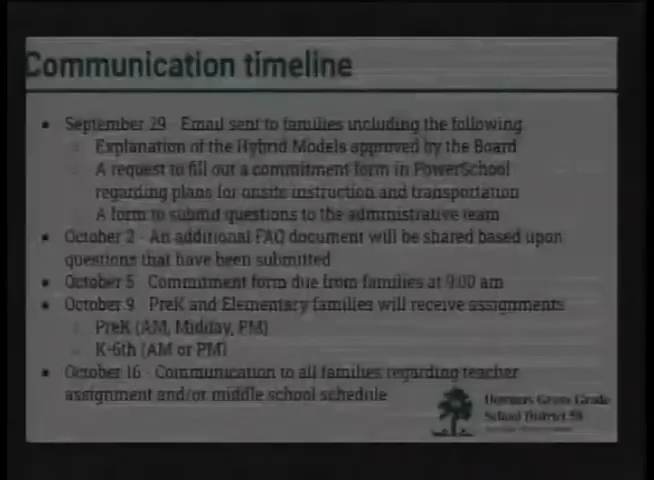 Communication timeline
• September 29 - Email sent to families including the following
Explanation of the Hybrid Models approved by the Board
A request to fill out a commitment form in PowerSchool
regarding plans for onsite instruction and transportation
A form to submit questions to the administrative team
• October 2 - An additional FAQ document will be shared based upon
questions that have been submitted
• October 5 - Commitment form due from families at 9:00 am
• October 9 - PreK and Elementary families will receive assignments
PreK (AM, Midday, PM)
K-6th (AM or PM)
• October 16 - Communication to all families regarding teacher
assignment and/or middle school schedule
Downers Grove Grade
School District 58